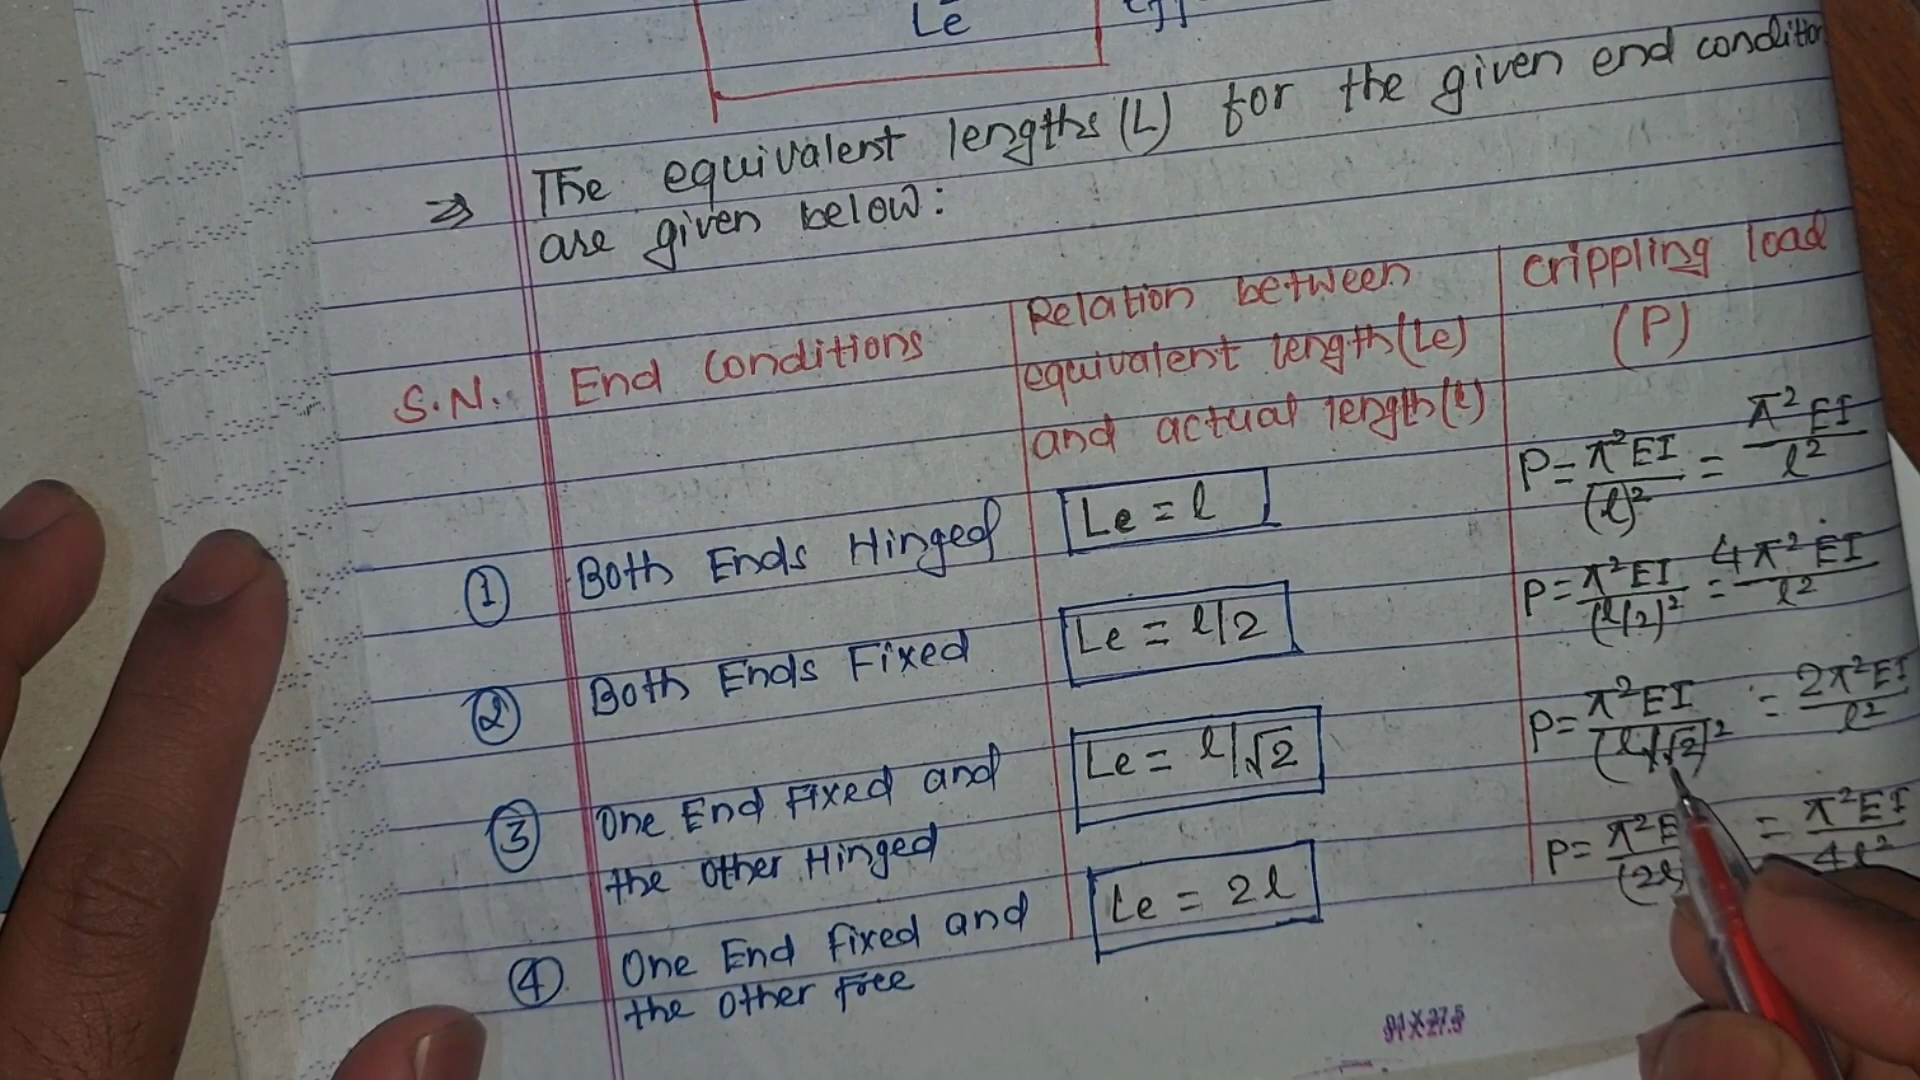 Le
The equivalent lengths (L) for the given end condition
are given below:
S.N. End Conditions Relation between equivalent length (Le) and actual length (l) Crippling load (P)
① Both Ends Hinged Le = l P = π²EI/(l)² = π²EI/l²
② Both Ends Fixed Le = l/2 P = π²EI/(l/2)² = 4π²EI/l²
③ One End Fixed and the other Hinged Le = l/√2 P = π²EI/(l/√2)² = 2π²EI/l²
④ One End fixed and the other free Le = 2l P = π²E/(2l = π²EI/4l²